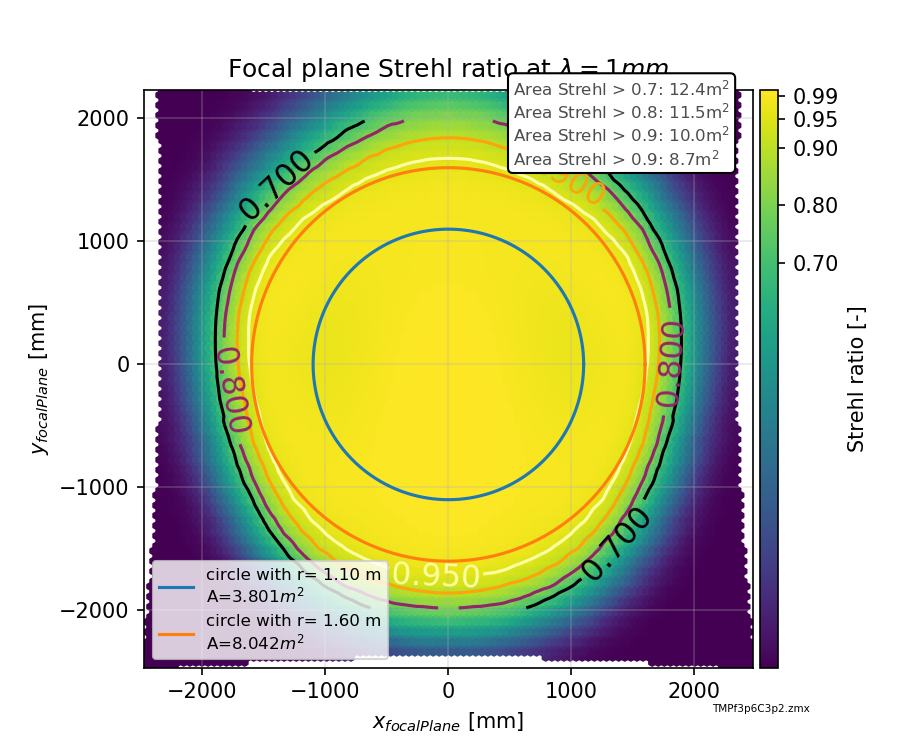 Focal plane Strehl ratio at λ = 1mm
Area Strehl > 0.7: 12.4m²
Area Strehl > 0.8: 11.5m²
Area Strehl > 0.9: 10.0m²
Area Strehl > 0.9: 8.7m²
2000
1000
0
−1000
−2000
y_focalPlane [mm]
0.700
0.800
0.950
0.700
0.800
circle with r= 1.10 m
A=3.801m²
circle with r= 1.60 m
A=8.042m²
−2000
−1000
0
1000
2000
x_focalPlane [mm]
0.99
0.95
0.90
0.80
0.70
Strehl ratio [-]
TMPf3p6C3p2.zmx